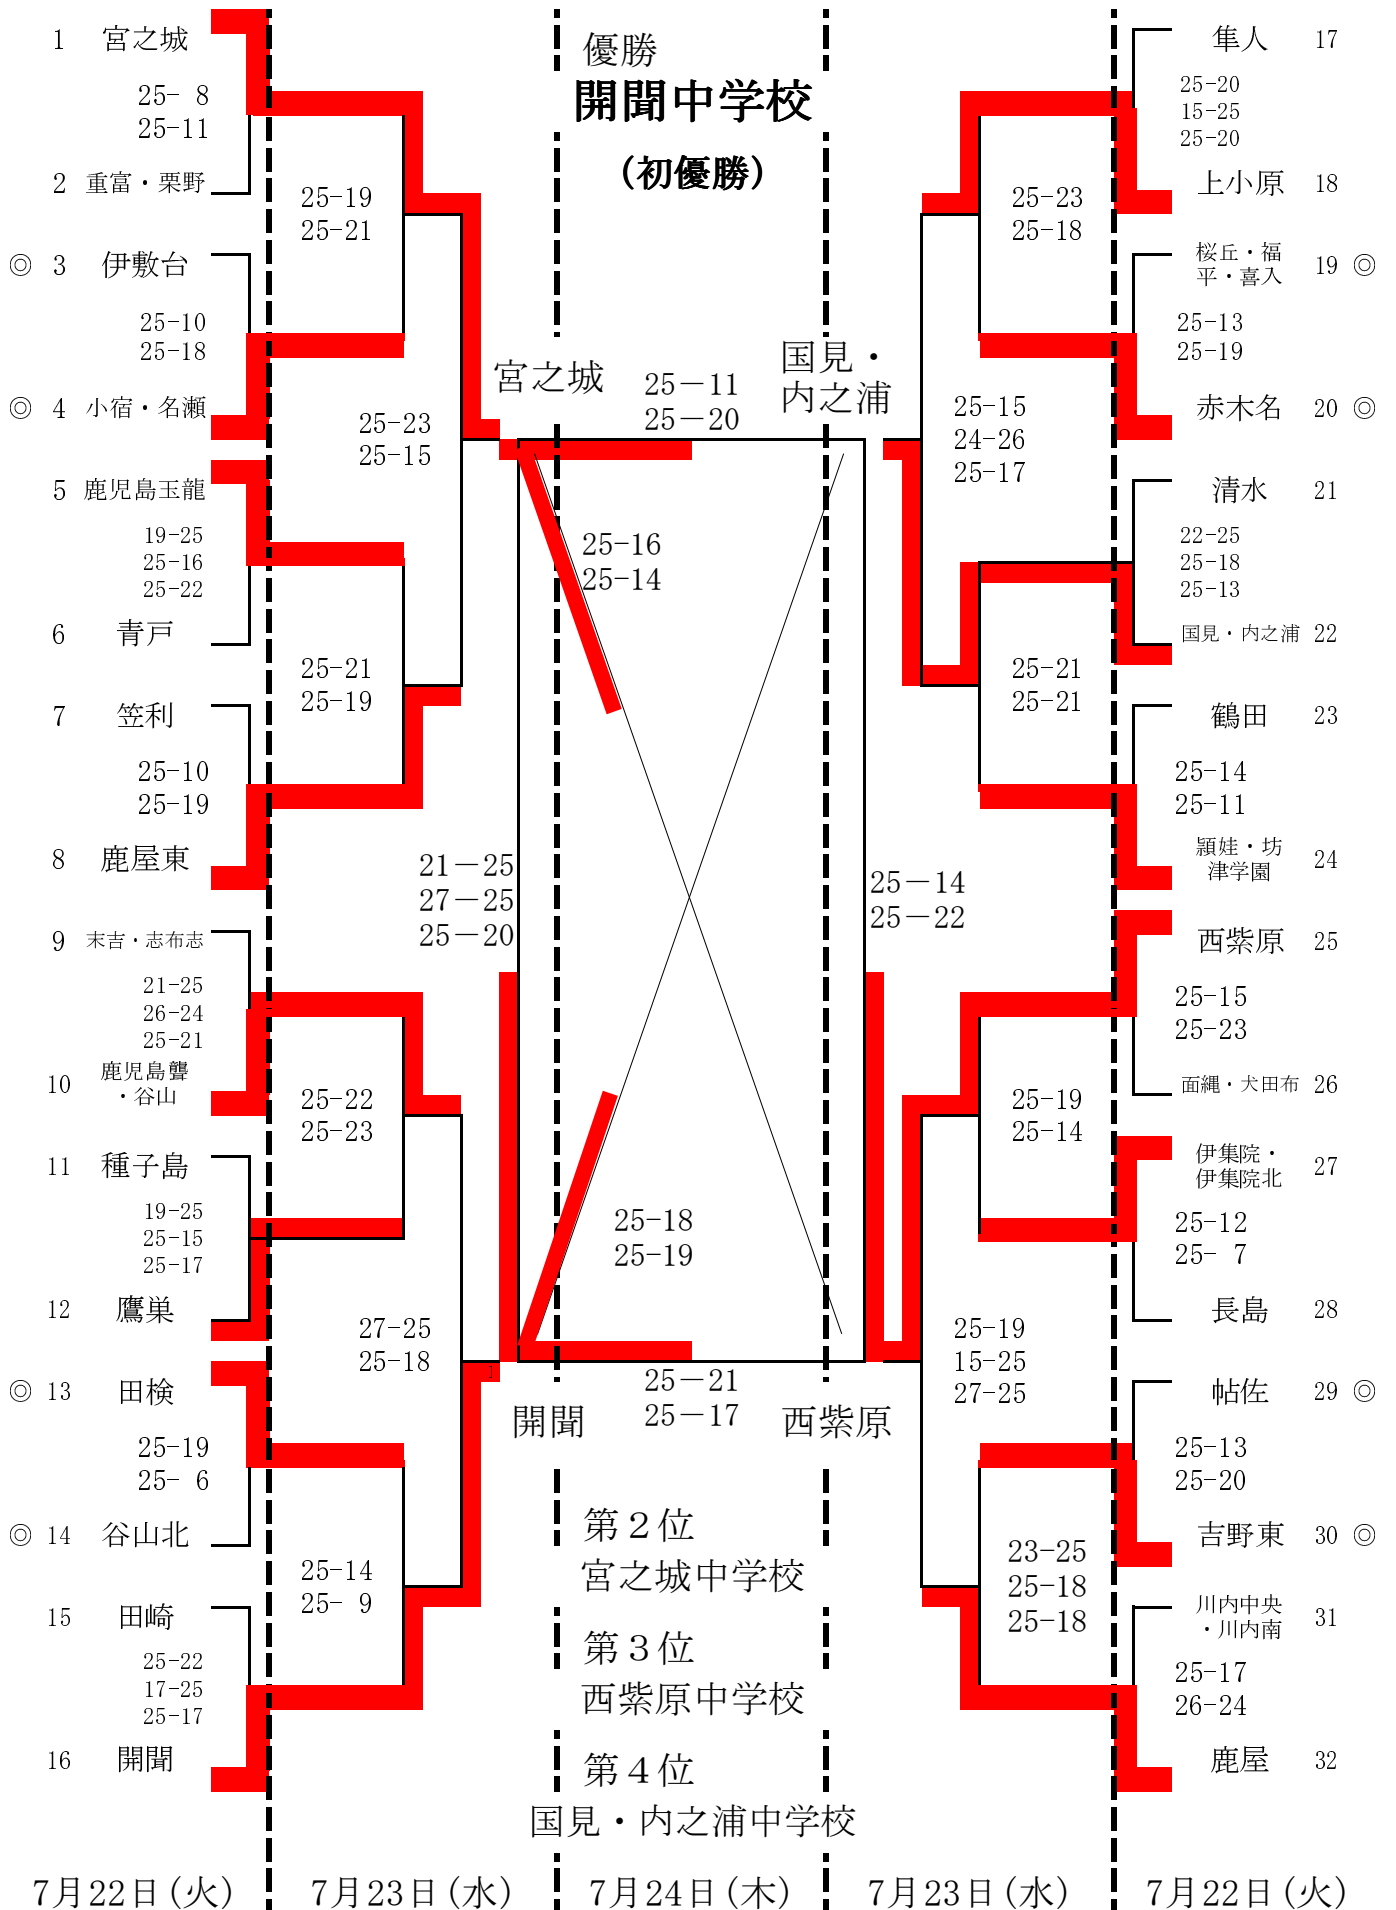 優勝
開聞中学校
(初優勝)
1 宮之城
25- 8
25-11
2 重富・栗野
25-19
25-21
◎ 3 伊敷台
25-10
25-18
◎ 4 小宿・名瀬
25-23
25-15
5 鹿児島玉龍
19-25
25-16
25-22
6 青戸
25-21
25-19
7 笠利
25-10
25-19
8 鹿屋東
9 末吉・志布志
21-25
26-24
25-21
10 鹿児島聾
・谷山
25-22
25-23
11 種子島
19-25
25-15
25-17
12 鷹巣
27-25
25-18
◎ 13 田検
25-19
25- 6
◎ 14 谷山北
25-14
25- 9
15 田崎
25-22
17-25
25-17
16 開聞
宮之城
25-11
25-20
国見・
内之浦
25-16
25-14
21-25
27-25
25-20
25-14
25-22
25-18
25-19
開聞
25-21
25-17
西紫原
第2位
宮之城中学校
第3位
西紫原中学校
第4位
国見・内之浦中学校
隼人 17
25-20
15-25
25-20
上小原 18
25-23
25-18
桜丘・福
平・喜入 19 ◎
25-13
25-19
赤木名 20 ◎
25-15
24-26
25-17
清水 21
22-25
25-18
25-13
国見・内之浦 22
25-21
25-21
鶴田 23
25-14
25-11
頴娃・坊
津学園 24
西紫原 25
25-15
25-23
面縄・犬田布 26
25-19
25-14
伊集院・
伊集院北 27
25-12
25- 7
長島 28
25-19
15-25
27-25
帖佐 29 ◎
25-13
25-20
吉野東 30 ◎
23-25
25-18
25-18
川内中央
・川内南 31
25-17
26-24
鹿屋 32
7月22日(火) 7月23日(水) 7月24日(木) 7月23日(水) 7月22日(火)